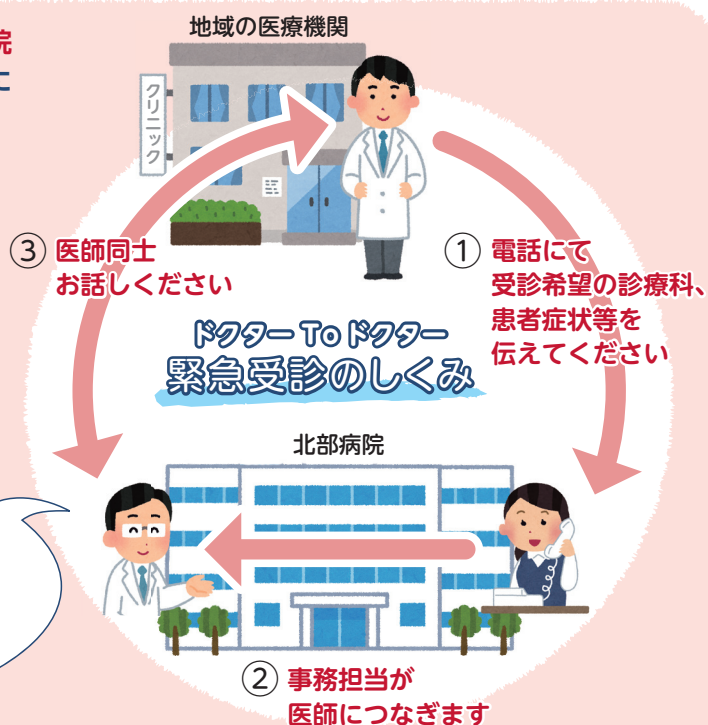 院
に
地域の医療機関
クリニック
① 電話にて
受診希望の診療科、
患者症状等を
伝えてください
③ 医師同士
お話しください
ドクター To ドクター
緊急受診のしくみ
北部病院
② 事務担当が
医師につなぎます